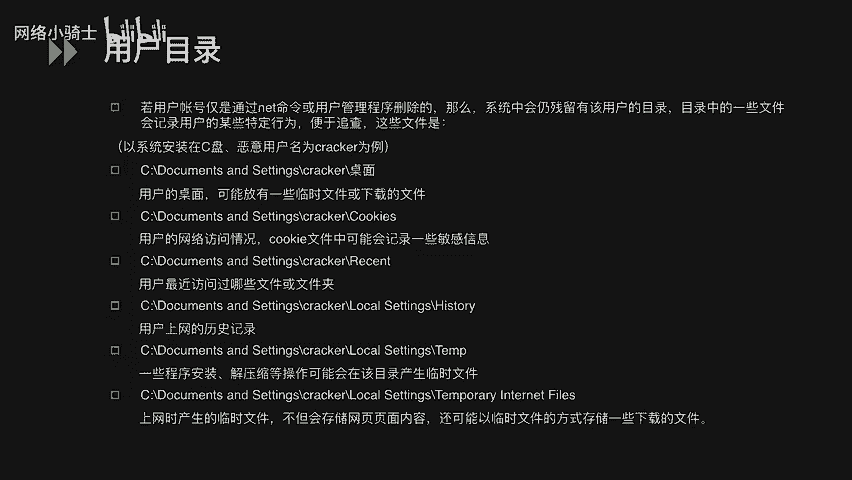 网络小骑士 bilibili
用户目录
若用户帐号仅是通过net命令或用户管理程序删除的，那么，系统中会仍残留有该用户的目录，目录中的一些文件
会记录用户的某些特定行为，便于追查，这些文件是：
（以系统安装在C盘、恶意用户名为cracker为例）
C:\Documents and Settings\cracker\桌面
用户的桌面，可能放有一些临时文件或下载的文件
C:\Documents and Settings\cracker\Cookies
用户的网络访问情况，cookie文件中可能会记录一些敏感信息
C:\Documents and Settings\cracker\Recent
用户最近访问过哪些文件或文件夹
C:\Documents and Settings\cracker\Local Settings\History
用户上网的历史记录
C:\Documents and Settings\cracker\Local Settings\Temp
一些程序安装、解压缩等操作可能会在该目录产生临时文件
C:\Documents and Settings\cracker\Local Settings\Temporary Internet Files
上网时产生的临时文件，不但会存储网页页面内容，还可能以临时文件的方式存储一些下载的文件。